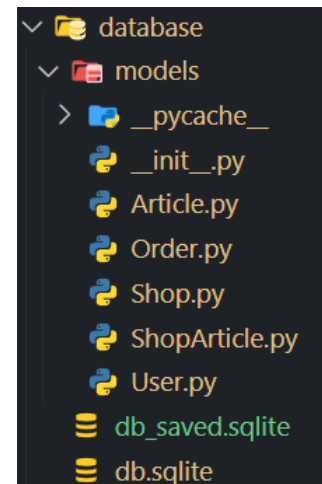 database
models
__pycache__
__init__.py
Article.py
Order.py
Shop.py
ShopArticle.py
User.py
db_saved.sqlite
db.sqlite